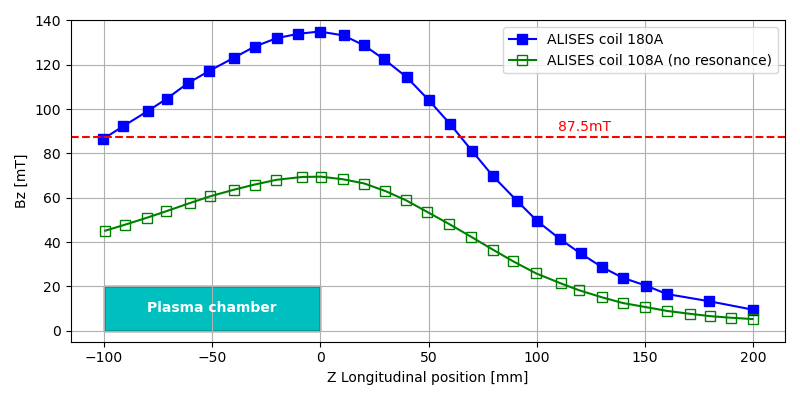 140
120
100
80
60
40
20
0
Bz [mT]
ALISES coil 180A
ALISES coil 108A (no resonance)
87.5mT
Plasma chamber
−100 −50 0 50 100 150 200
Z Longitudinal position [mm]